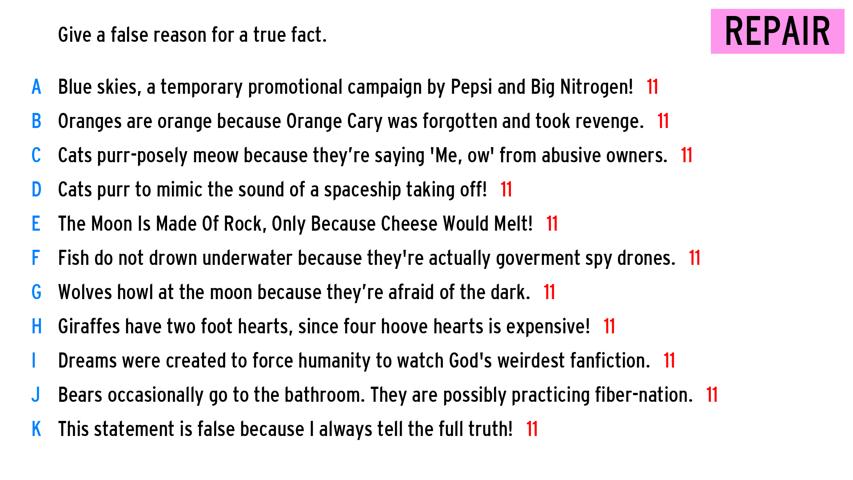 Give a false reason for a true fact.
REPAIR
A Blue skies, a temporary promotional campaign by Pepsi and Big Nitrogen! 11
B Oranges are orange because Orange Cary was forgotten and took revenge. 11
C Cats purr-posely meow because they’re saying 'Me, ow' from abusive owners. 11
D Cats purr to mimic the sound of a spaceship taking off! 11
E The Moon Is Made Of Rock, Only Because Cheese Would Melt! 11
F Fish do not drown underwater because they're actually goverment spy drones. 11
G Wolves howl at the moon because they’re afraid of the dark. 11
H Giraffes have two foot hearts, since four hoove hearts is expensive! 11
I Dreams were created to force humanity to watch God's weirdest fanfiction. 11
J Bears occasionally go to the bathroom. They are possibly practicing fiber-nation. 11
K This statement is false because I always tell the full truth! 11